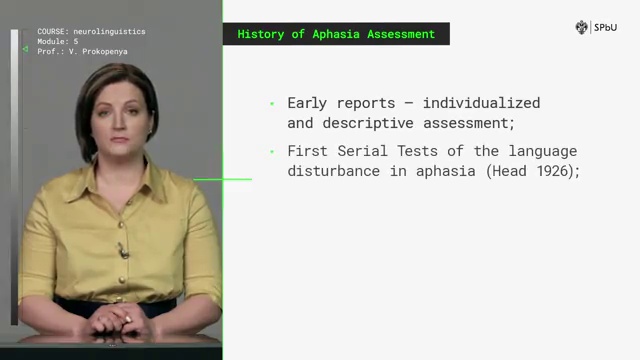 COURSE: neurolinguistics
Module: 5
Prof.: V. Prokopenya
History of Aphasia Assessment
SPbU
Early reports – individualized
and descriptive assessment;
First Serial Tests of the language
disturbance in aphasia (Head 1926);